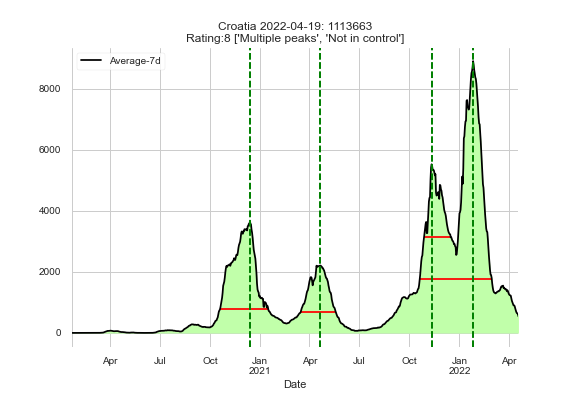 Croatia 2022-04-19: 1113663
Rating:8 ['Multiple peaks', 'Not in control']
Average-7d
8000
6000
4000
2000
0
Apr
Jul
Oct
Jan
2021
Apr
Jul
Oct
Jan
2022
Apr
Date